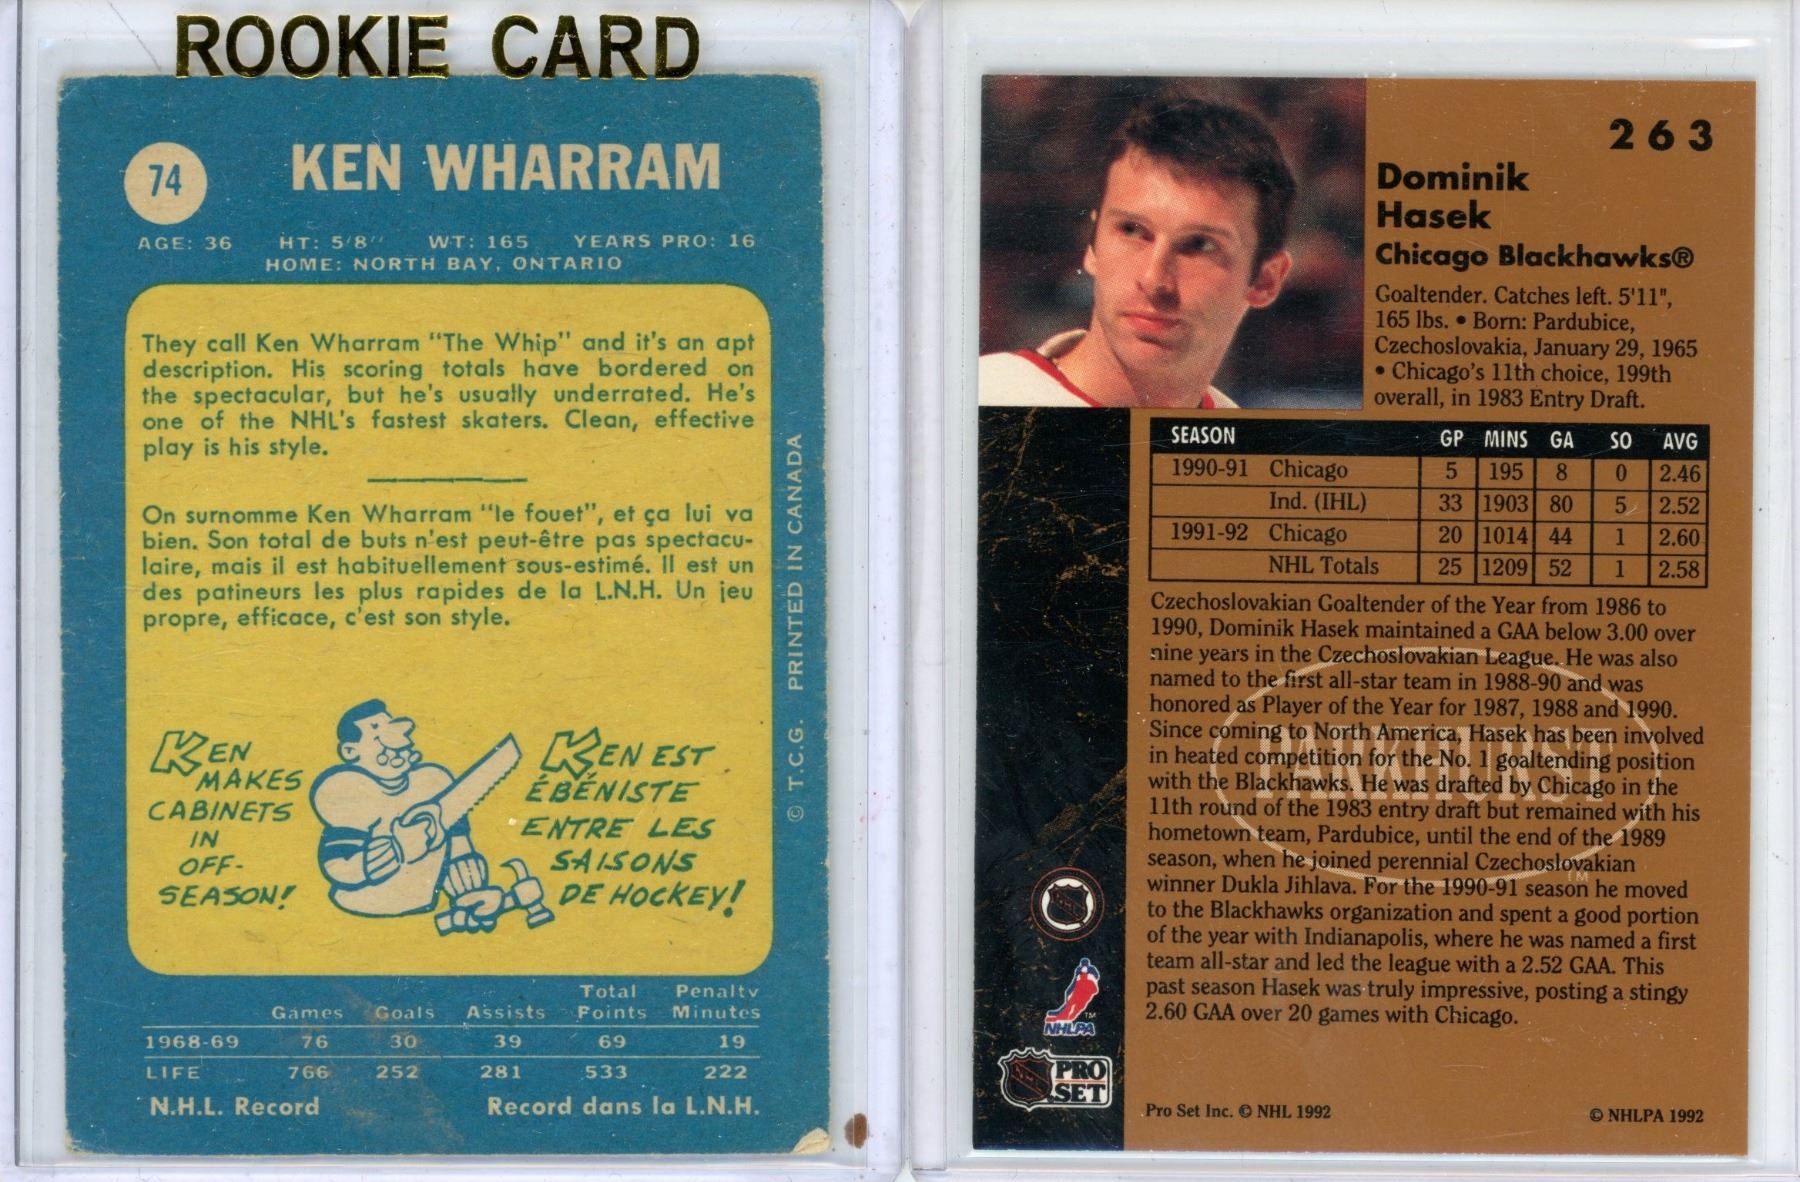 ROOKIE CARD
74
KEN WHARRAM
AGE: 36 HT: 5'8" WT: 165 YEARS PRO: 16
HOME: NORTH BAY, ONTARIO
They call Ken Wharram "The Whip" and it's an apt
description. His scoring totals have bordered on
the spectacular, but he's usually underrated. He's
one of the NHL's fastest skaters. Clean, effective
play is his style.
On surnomme Ken Wharram "le fouet", et ça lui va
bien. Son total de buts n'est peut-être pas spectacu-
laire, mais il est habituellement sous-estimé. Il est un
des patineurs les plus rapides de la L.N.H. Un jeu
propre, efficace, c'est son style.
KEN
MAKES
CABINETS
IN
OFF-
SEASON!
KEN EST
ÉBÉNISTE
ENTRE LES
SAISONS
DE HOCKEY!
© T.C.G. PRINTED IN CANADA
Games Goals Assists Total Points Penalty Minutes
1968-69 76 30 39 69 19
LIFE 766 252 281 533 222
N.H.L. Record Record dans la L.N.H.
263
Dominik
Hasek
Chicago Blackhawks®
Goaltender. Catches left. 5'11",
165 lbs. • Born: Pardubice,
Czechoslovakia, January 29, 1965
• Chicago's 11th choice, 199th
overall, in 1983 Entry Draft.
SEASON GP MINS GA SO AVG
1990-91 Chicago 5 195 8 0 2.46
Ind. (IHL) 33 1903 80 5 2.52
1991-92 Chicago 20 1014 44 1 2.60
NHL Totals 25 1209 52 1 2.58
Czechoslovakian Goaltender of the Year from 1986 to
1990, Dominik Hasek maintained a GAA below 3.00 over
nine years in the Czechoslovakian League. He was also
named to the first all-star team in 1988-90 and was
honored as Player of the Year for 1987, 1988 and 1990.
Since coming to North America, Hasek has been involved
in heated competition for the No. 1 goaltending position
with the Blackhawks. He was drafted by Chicago in the
11th round of the 1983 entry draft but remained with his
hometown team, Pardubice, until the end of the 1989
season, when he joined perennial Czechoslovakian
winner Dukla Jihlava. For the 1990-91 season he moved
to the Blackhawks organization and spent a good portion
of the year with Indianapolis, where he was named a first
team all-star and led the league with a 2.52 GAA. This
past season Hasek was truly impressive, posting a stingy
2.60 GAA over 20 games with Chicago.
PARKHURST
TM
NHL
NHLPA TM
NHL PRO
SET
Pro Set Inc. © NHL 1992 © NHLPA 1992